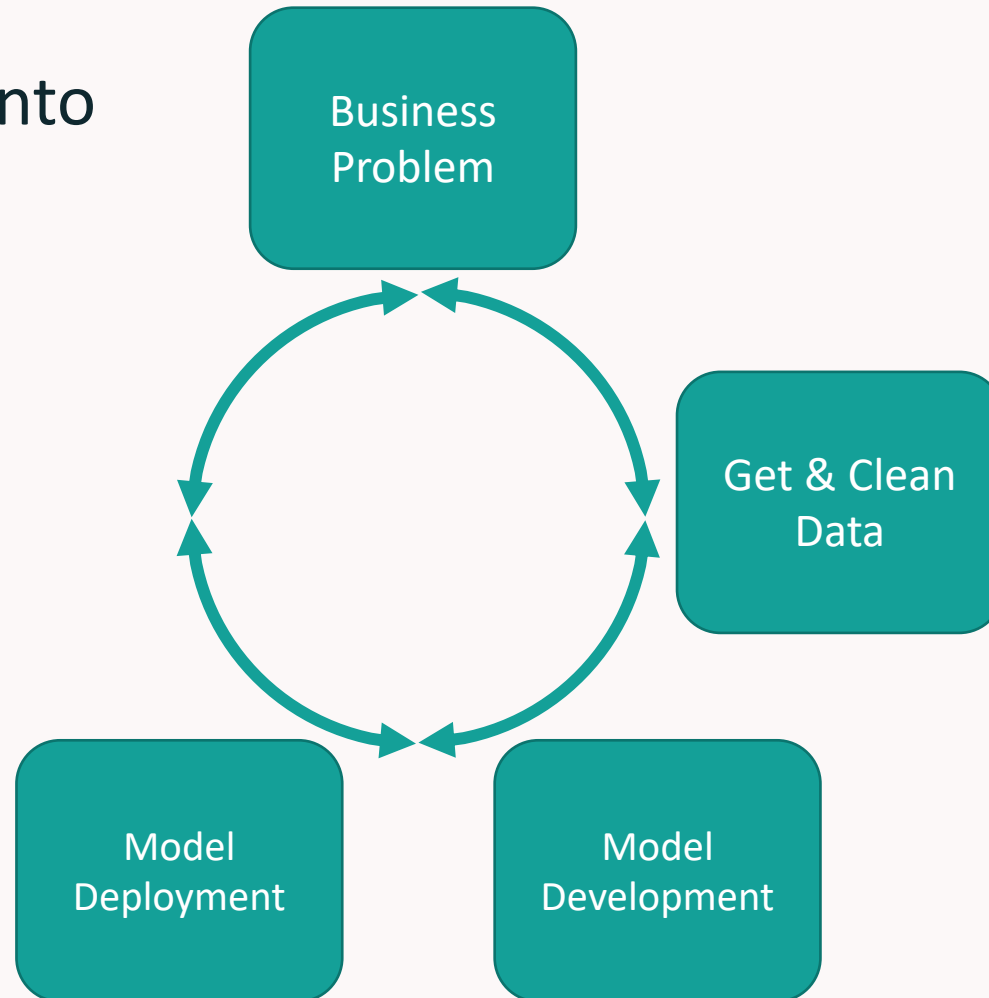 nto
Business
Problem
Get & Clean
Data
Model
Deployment
Model
Development